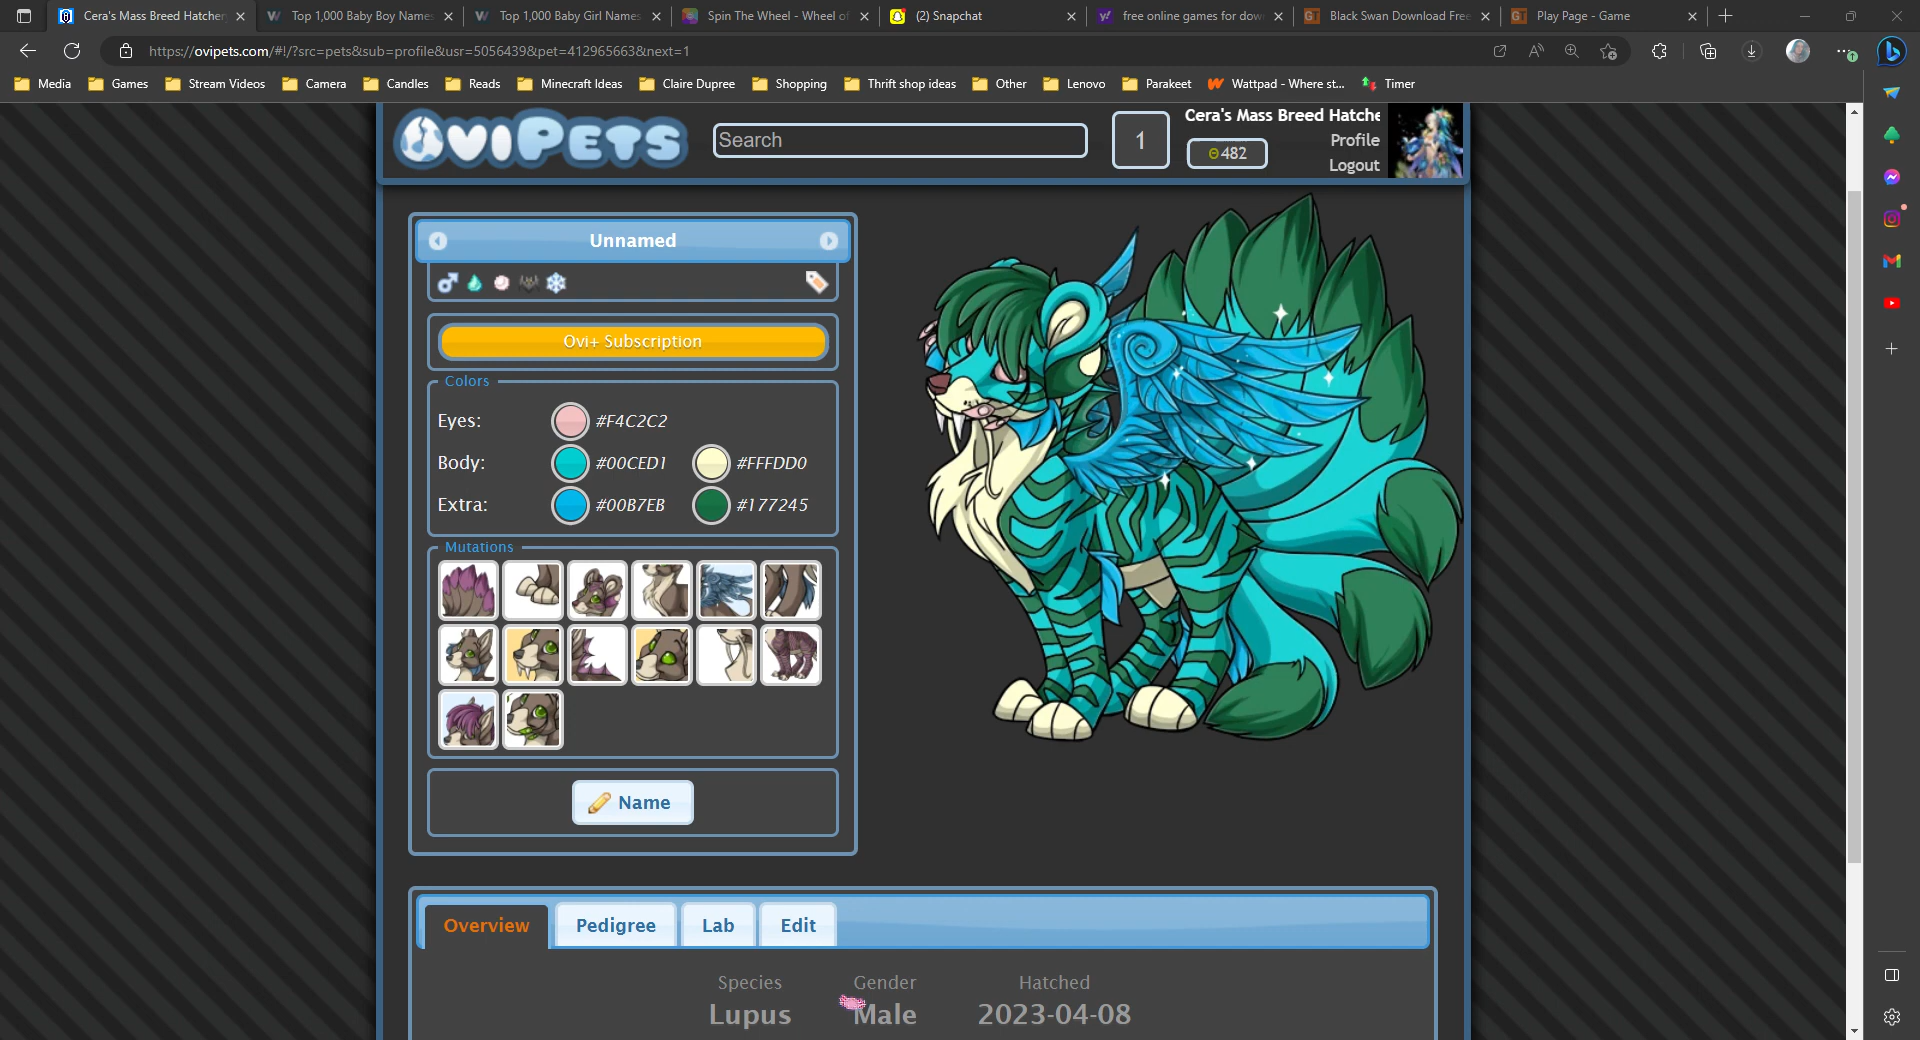 Cera's Mass Breed Hatcher
Top 1,000 Baby Boy Names
Top 1,000 Baby Girl Names
Spin The Wheel - Wheel of
(2) Snapchat
free online games for dow
Black Swan Download Free
Play Page - Game
https://ovipets.com/#!/?src=pets&sub=profile&usr=5056439&pet=412965663&next=1
Media
Games
Stream Videos
Camera
Candles
Reads
Minecraft Ideas
Claire Dupree
Shopping
Thrift shop ideas
Other
Lenovo
Parakeet
Wattpad - Where st...
Timer
OviPets
Search
1
Cera's Mass Breed Hatche
482
Profile
Logout
Unnamed
Ovi+ Subscription
Colors
Eyes: #F4C2C2
Body: #00CED1 #FFFDD0
Extra: #00B7EB #177245
Mutations
Name
Overview
Pedigree
Lab
Edit
Species
Gender
Hatched
Lupus
Male
2023-04-08